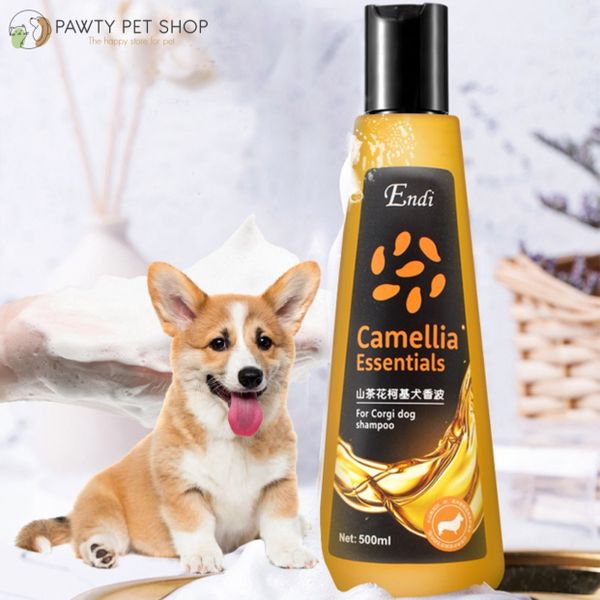 PAWTY PET SHOP
The happy store for pet
Endi
Camellia
Essentials
山茶花柯基犬香波
For Corgi dog
shampoo
Net: 500ml